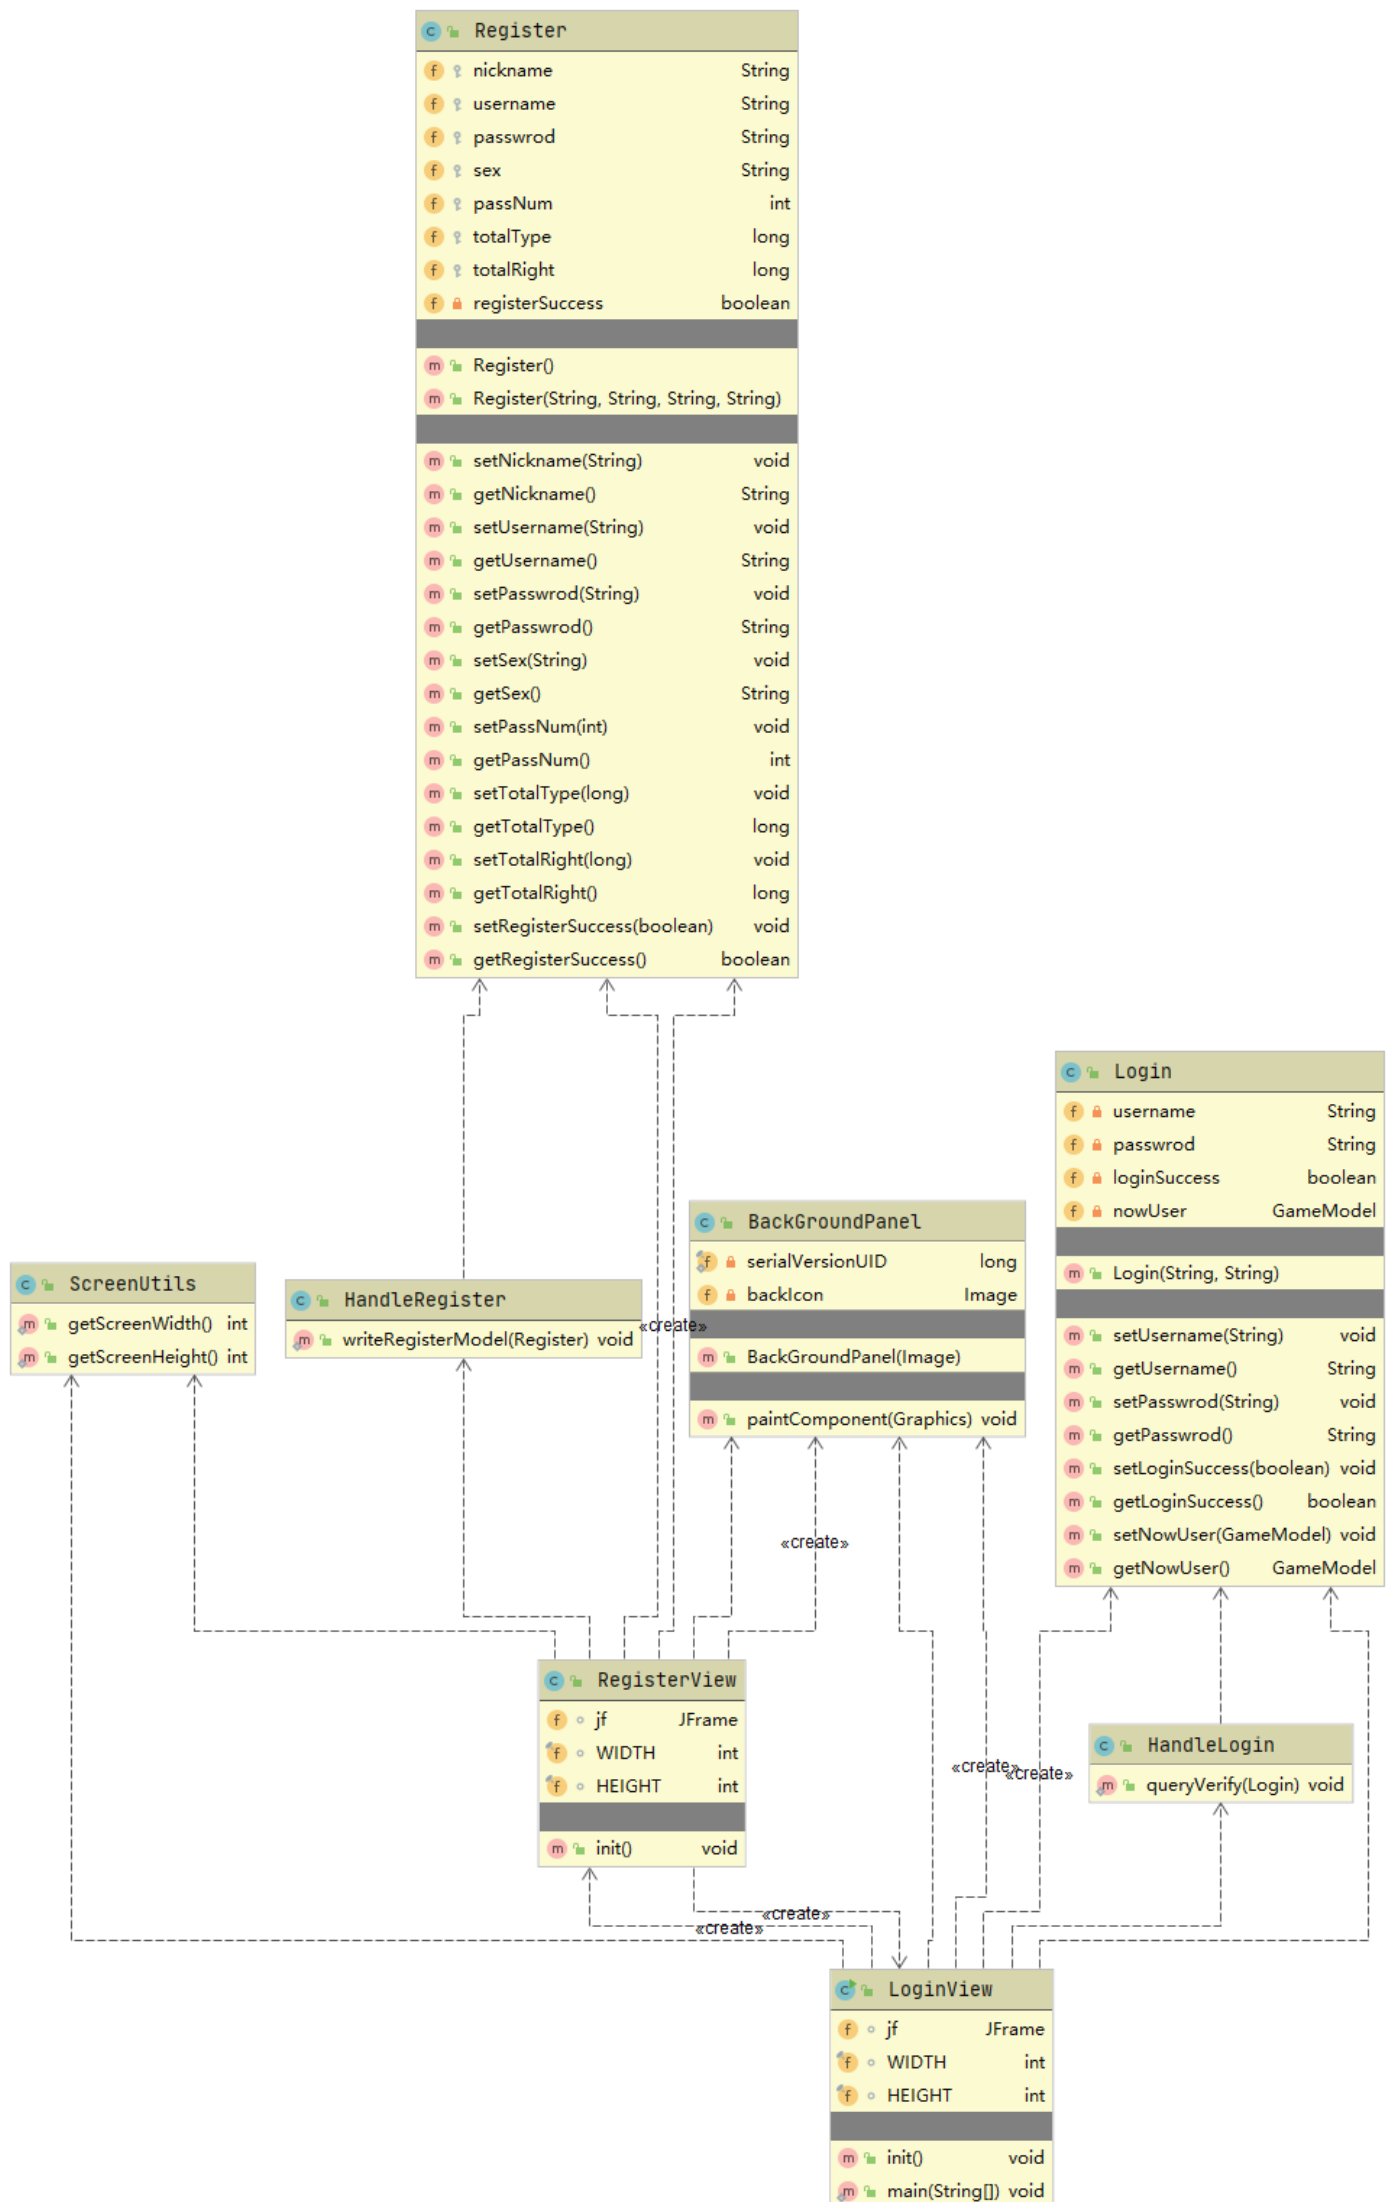 Register
nickname String
username String
passwrod String
sex String
passNum int
totalType long
totalRight long
registerSuccess boolean
Register()
Register(String, String, String, String)
setNickname(String) void
getNickname() String
setUsername(String) void
getUsername() String
setPasswrod(String) void
getPasswrod() String
setSex(String) void
getSex() String
setPassNum(int) void
getPassNum() int
setTotalType(long) void
getTotalType() long
setTotalRight(long) void
getTotalRight() long
setRegisterSuccess(boolean) void
getRegisterSuccess() boolean
Login
username String
passwrod String
loginSuccess boolean
nowUser GameModel
Login(String, String)
setUsername(String) void
getUsername() String
setPasswrod(String) void
getPasswrod() String
setLoginSuccess(boolean) void
getLoginSuccess() boolean
setNowUser(GameModel) void
getNowUser() GameModel
BackGroundPanel
serialVersionUID long
backIcon Image
BackGroundPanel(Image)
paintComponent(Graphics) void
ScreenUtils
getScreenWidth() int
getScreenHeight() int
HandleRegister
writeRegisterModel(Register) void
«create»
«create»
RegisterView
jf JFrame
WIDTH int
HEIGHT int
init() void
HandleLogin
queryVerify(Login) void
«create»
«create»
«create»
«create»
LoginView
jf JFrame
WIDTH int
HEIGHT int
init() void
main(String[]) void